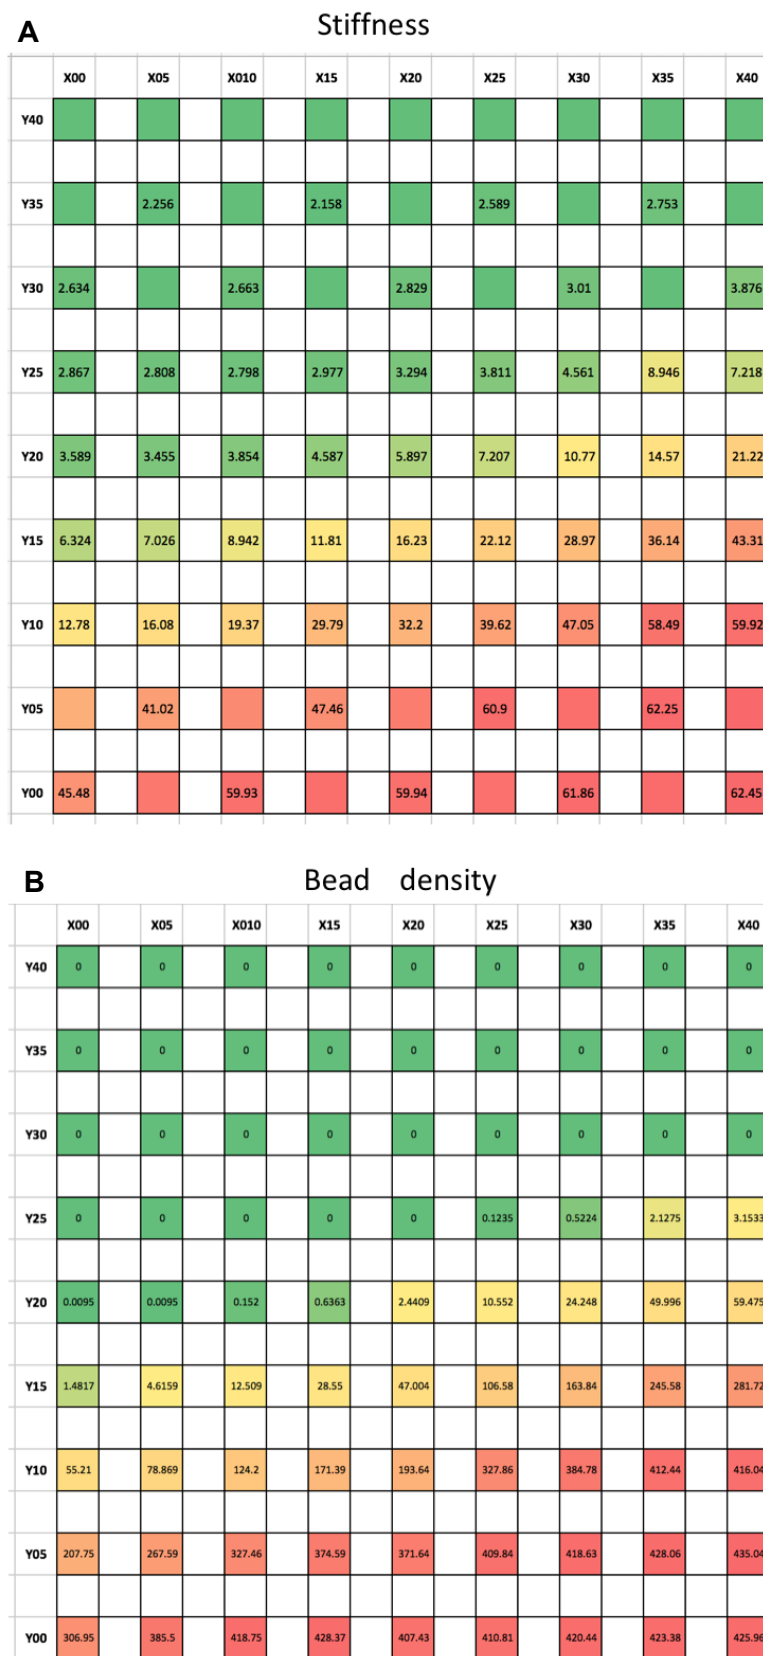 A Stiffness
X00 X05 X010 X15 X20 X25 X30 X35 X40
Y40
Y35 2.256 2.158 2.589 2.753
Y30 2.634 2.663 2.829 3.01 3.876
Y25 2.867 2.808 2.798 2.977 3.294 3.811 4.561 8.946 7.218
Y20 3.589 3.455 3.854 4.587 5.897 7.207 10.77 14.57 21.22
Y15 6.324 7.026 8.942 11.81 16.23 22.12 28.97 36.14 43.31
Y10 12.78 16.08 19.37 29.79 32.2 39.62 47.05 58.49 59.92
Y05 41.02 47.46 60.9 62.25
Y00 45.48 59.93 59.94 61.86 62.45
B Bead density
X00 X05 X010 X15 X20 X25 X30 X35 X40
Y40 0 0 0 0 0 0 0 0 0
Y35 0 0 0 0 0 0 0 0 0
Y30 0 0 0 0 0 0 0 0 0
Y25 0 0 0 0 0 0.1235 0.5224 2.1275 3.1533
Y20 0.0095 0.0095 0.152 0.6363 2.4409 10.552 24.248 49.996 59.475
Y15 1.4817 4.6159 12.509 28.55 47.004 106.58 163.84 245.58 281.72
Y10 55.21 78.869 124.2 171.39 193.64 327.86 384.78 412.44 416.04
Y05 207.75 267.59 327.46 374.59 371.64 409.84 418.63 428.06 435.04
Y00 306.95 385.5 418.75 428.37 407.43 410.81 420.44 423.38 425.96